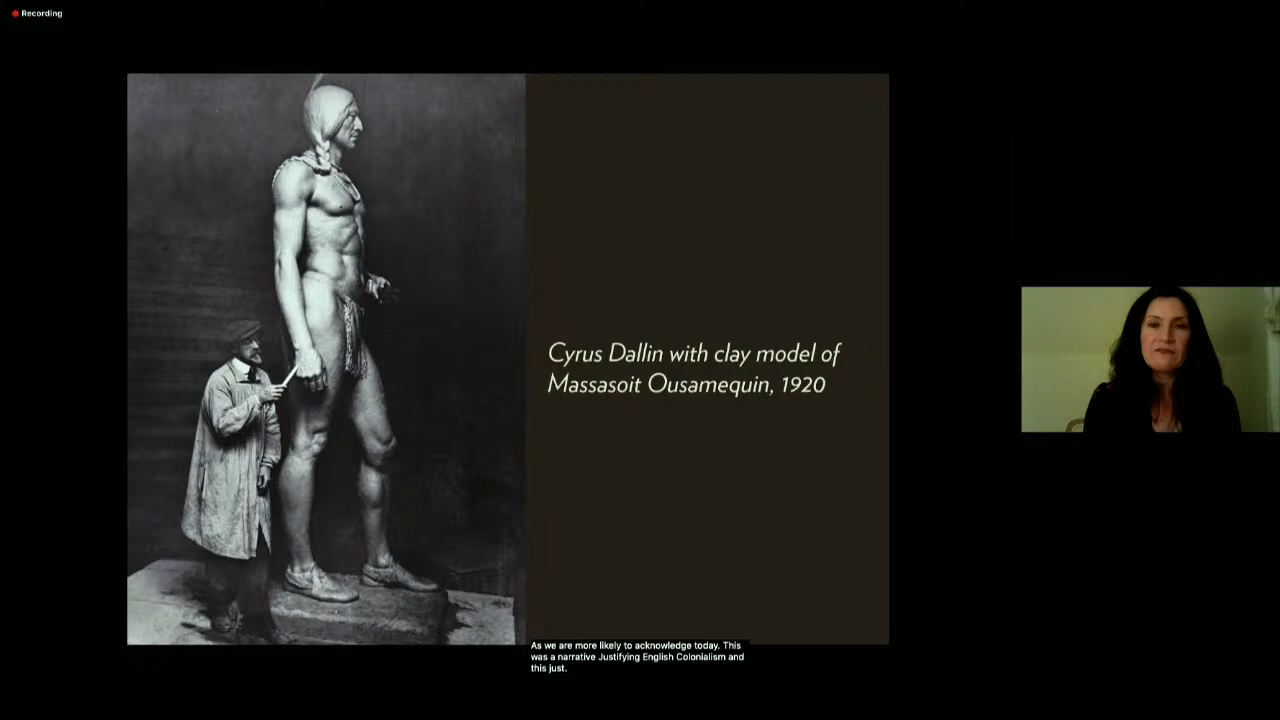 Recording
Cyrus Dallin with clay model of
Massasoit Ousamequin, 1920
As we are more likely to acknowledge today. This
was a narrative Justifying English Colonialism and
this just.